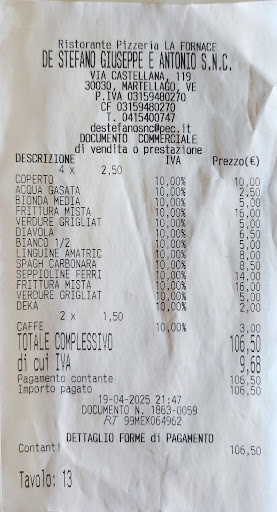 Ristorante Pizzeria LA FORNACE
DE STEFANO GIUSEPPE E ANTONIO S.N.C.
VIA CASTELLANA, 119
30030, MARTELLAGO, VE
P.IVA 03159480270
CF 03159480270
T. 0415400747
destefanosnc@pec.it
DOCUMENTO COMMERCIALE
di vendita o prestazione
DESCRIZIONE IVA Prezzo(€)
4 x 2,50
COPERTO 10,00% 10,00
ACQUA GASATA 10,00% 2,50
BIONDA MEDIA 10,00% 5,00
FRITTURA MISTA 10,00% 16,00
VERDURE GRIGLIAT 10,00% 5,00
DIAVOLA 10,00% 6,50
BIANCO 1/2 10,00% 5,00
LINGUINE AMATRIC 10,00% 8,00
SPAGH CARBONARA 10,00% 8,50
SEPPIOLINE FERRI 10,00% 14,00
FRITTURA MISTA 10,00% 16,00
VERDURE GRIGLIAT 10,00% 5,00
DEKA 10,00% 2,00
2 x 1,50
CAFFE 10,00% 3,00
TOTALE COMPLESSIVO 106,50
di cui IVA 9,68
Pagamento contante 106,50
Importo pagato 106,50
19-04-2025 21:47
DOCUMENTO N. 1863-0059
RT 99MEX064962
DETTAGLIO FORME di PAGAMENTO
Contanti 106,50
Tavolo: 13